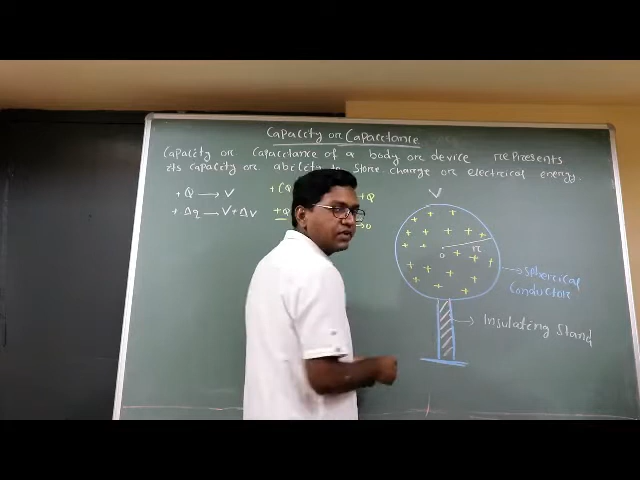 Capacity or Capacitance
Capacity or Capacitance of a body or device represents
its capacity or ability to store charge or electrical energy.
+Q → V
+Δq → V+ΔV
+Q
+Q
→0
V
r
O
Spherical
Conductor
Insulating Stand